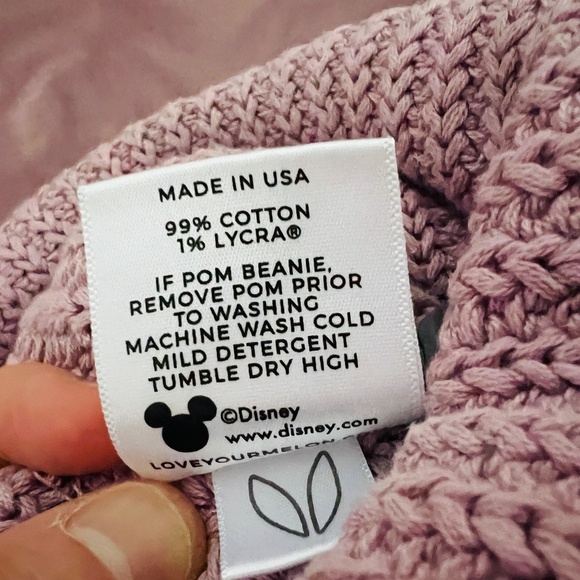 MADE IN USA
99% COTTON
1% LYCRA®
IF POM BEANIE,
REMOVE POM PRIOR
TO WASHING
MACHINE WASH COLD
MILD DETERGENT
TUMBLE DRY HIGH
©Disney
www.disney.com
LOVEYOURMELON